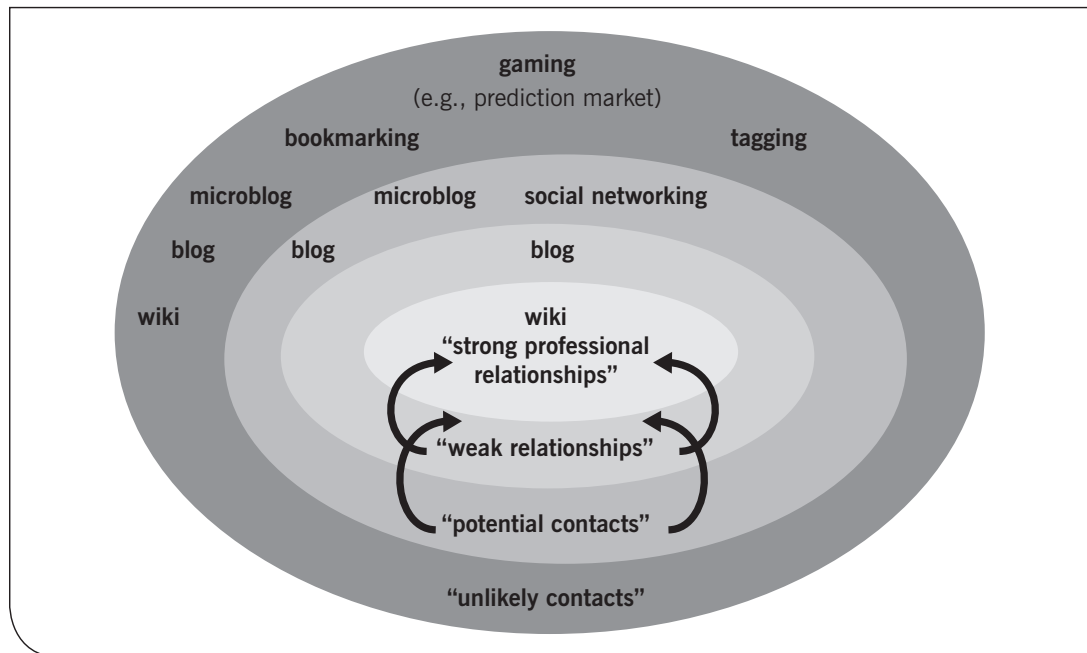 gaming
(e.g., prediction market)
bookmarking tagging
microblog microblog social networking
blog blog blog
wiki
wiki
“strong professional
relationships”
“weak relationships”
“potential contacts”
“unlikely contacts”